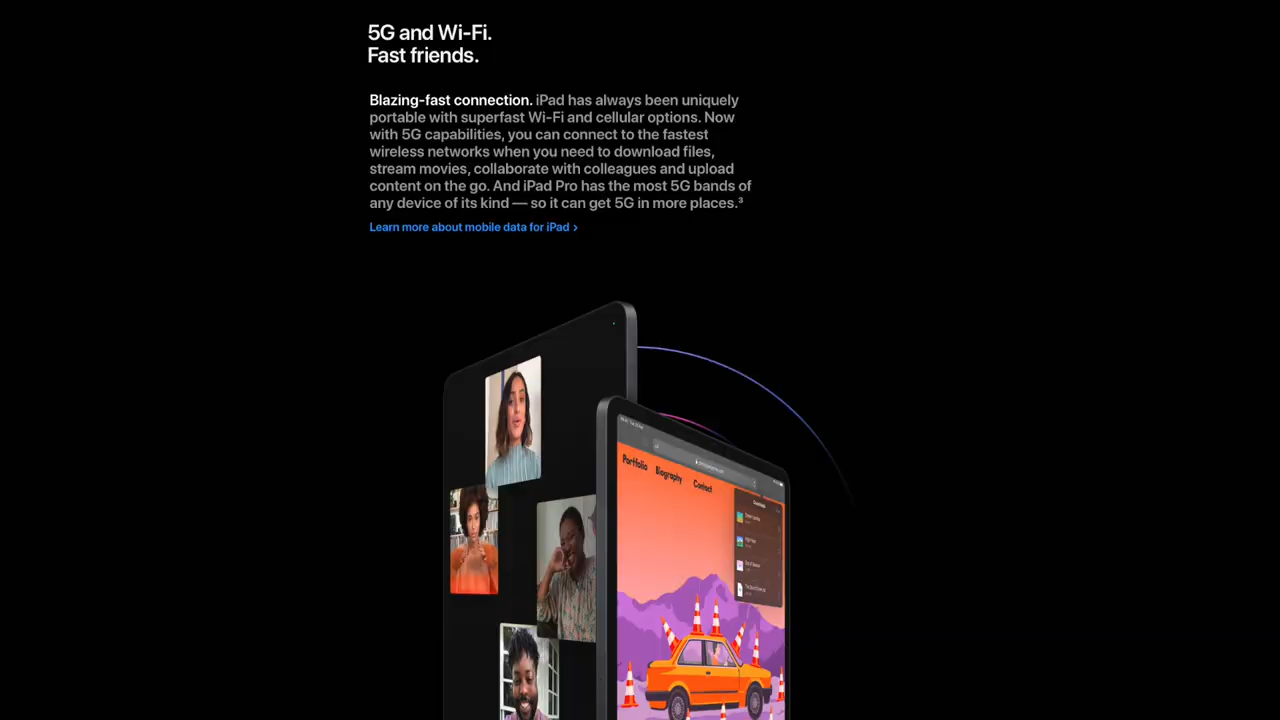 5G and Wi-Fi.
Fast friends.
Blazing-fast connection. iPad has always been uniquely
portable with superfast Wi-Fi and cellular options. Now
with 5G capabilities, you can connect to the fastest
wireless networks when you need to download files,
stream movies, collaborate with colleagues and upload
content on the go. And iPad Pro has the most 5G bands of
any device of its kind — so it can get 5G in more places.³
Learn more about mobile data for iPad >
Portfolio
Biography
Contact
Downloads